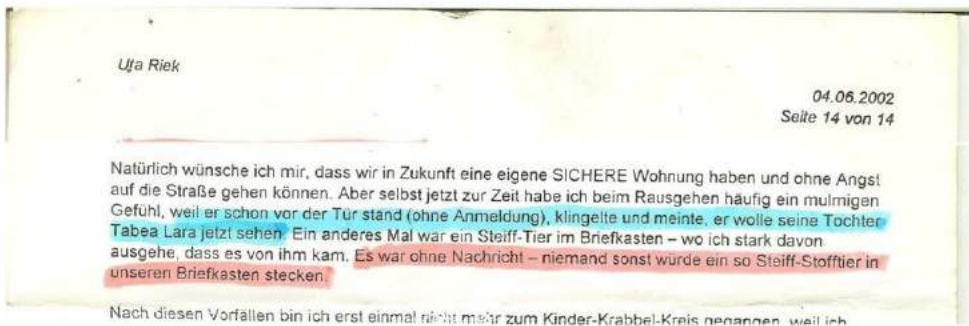 Uta Riek
04.06.2002
Seite 14 von 14
Natürlich wünsche ich mir, dass wir in Zukunft eine eigene SICHERE Wohnung haben und ohne Angst
auf die Straße gehen können. Aber selbst jetzt zur Zeit habe ich beim Rausgehen häufig ein mulmigen
Gefühl, weil er schon vor der Tür stand (ohne Anmeldung), klingelte und meinte, er wolle seine Tochter
Tabea Lara jetzt sehen. Ein anderes Mal war ein Steiff-Tier im Briefkasten – wo ich stark davon
ausgehe, dass es von ihm kam. Es war ohne Nachricht – niemand sonst würde ein so Steiff-Stofftier in
unseren Briefkasten stecken.
Nach diesen Vorfällen bin ich erst einmal nicht mehr zum Kinder-Krabbel-Kreis gegangen, weil ich